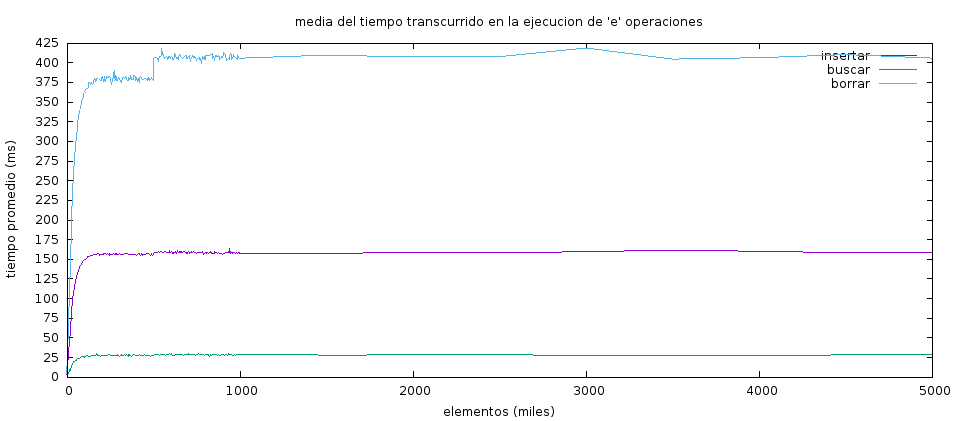 media del tiempo transcurrido en la ejecucion de 'e' operaciones
tiempo promedio (ms)
425
400
375
350
325
300
275
250
225
200
175
150
125
100
75
50
25
0
insertar
buscar
borrar
0 1000 2000 3000 4000 5000
elementos (miles)